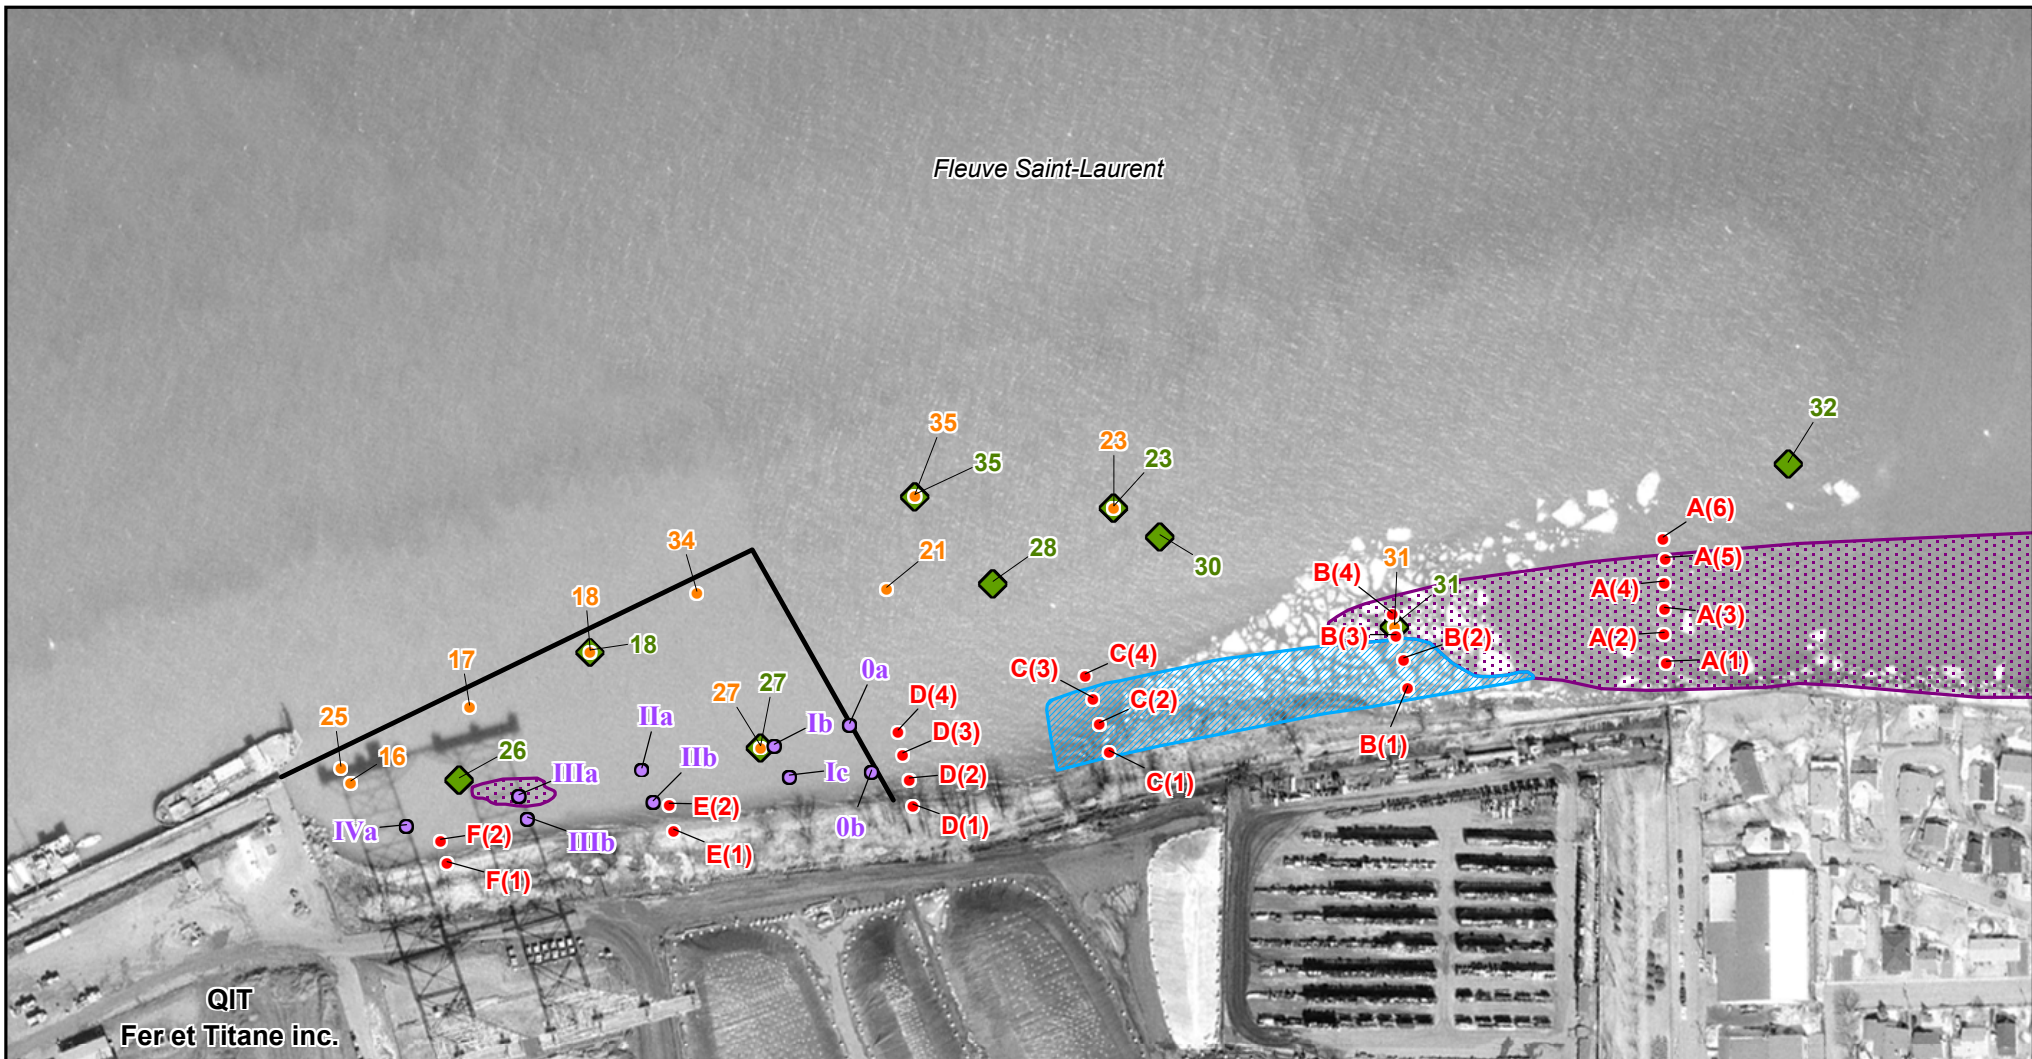 Fleuve Saint-Laurent
32
35
23
35
23
A(6)
34
21
28
30
31
A(5)
B(4)
31
A(4)
18
A(3)
18
B(3)
B(2)
A(2)
17
C(4)
A(1)
0a
C(3)
27
27
D(4)
C(2)
25
IIa
Ib
D(3)
B(1)
26
16
IIIa
IIb
Ic
D(2)
C(1)
IVa
F(2)
IIIb
E(2)
0b
D(1)
E(1)
F(1)
QIT
Fer et Titane inc.